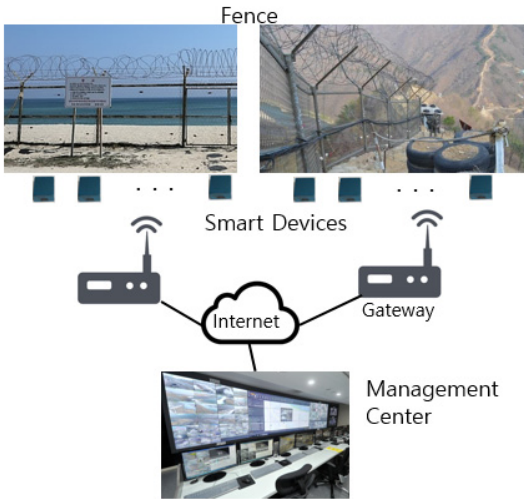 Fence
. . .
. . .
Smart Devices
Internet
Gateway
Management
Center